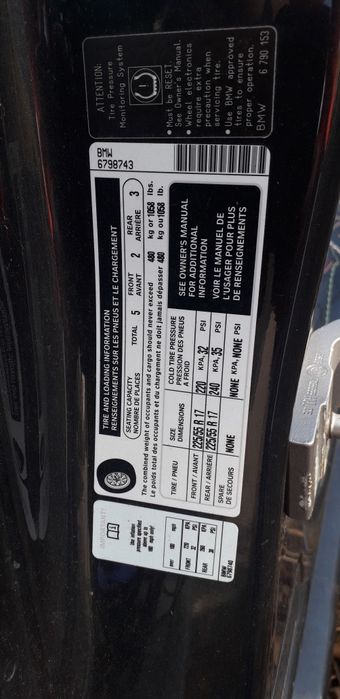 ATTENTION:
Tire Pressure
Monitoring System
• Must be RESET.
See Owner's Manual.
• Wheel electronics
require extra
precaution when
servicing tire.
• Use BMW approved
tires to ensure
proper operation.
BMW 6 790 153
BMW
6798743
TIRE AND LOADING INFORMATION
RENSEIGNEMENTS SUR LES PNEUS ET LE CHARGEMENT
SEATING CAPACITY
NOMBRE DE PLACES
TOTAL 5
FRONT
AVANT 2
REAR
ARRIÈRE 3
The combined weight of occupants and cargo should never exceed 480 kg or 1058 lbs.
Le poids total des occupants et du chargement ne doit jamais dépasser 480 kg ou 1058 lb.
TIRE / PNEU
SIZE
DIMENSIONS
COLD TIRE PRESSURE
PRESSION DES PNEUS
A FROID
FRONT / AVANT 225/55 R 17 220 KPA, 32 PSI
REAR / ARRIÈRE 225/55 R 17 240 KPA, 35 PSI
SPARE
DE SECOURS NONE NONE KPA, NONE PSI
SEE OWNER'S MANUAL
FOR ADDITIONAL
INFORMATION
VOIR LE MANUEL DE
L'USAGER POUR PLUS
DE RENSEIGNEMENTS
IMPORTANT!
FRONT
REAR
BMW
6790740